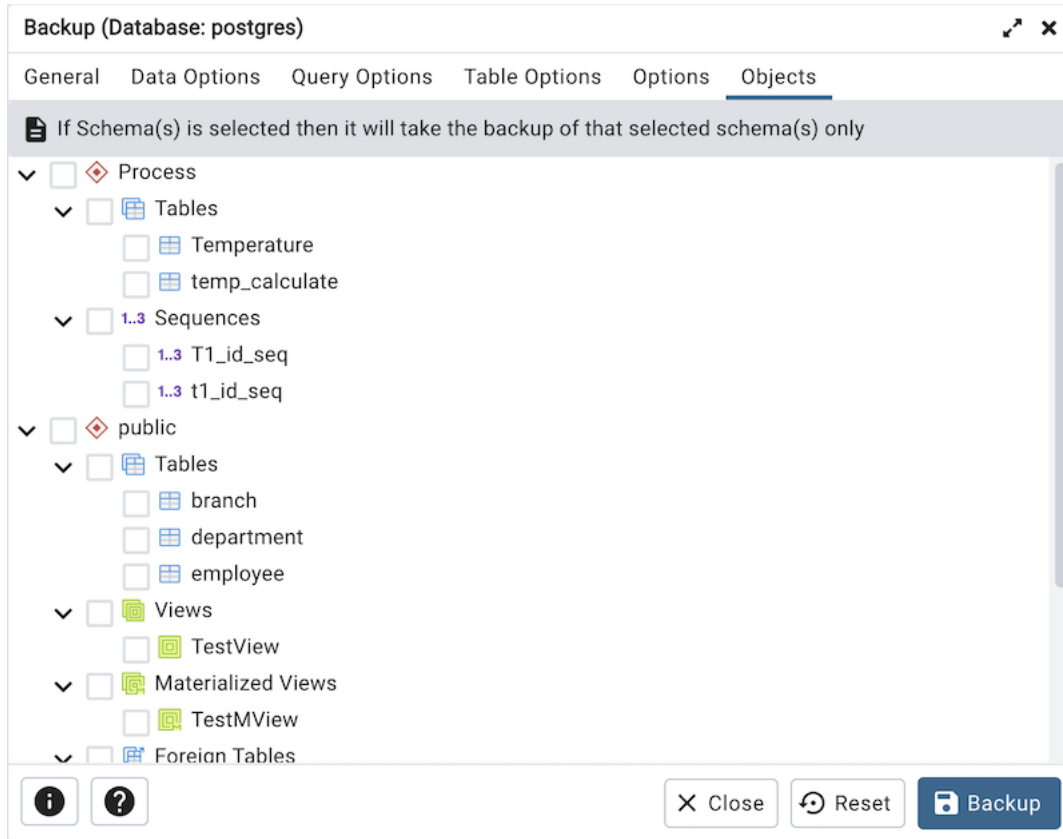 Backup (Database: postgres)
General Data Options Query Options Table Options Options Objects
If Schema(s) is selected then it will take the backup of that selected schema(s) only
Process
Tables
Temperature
temp_calculate
1..3 Sequences
1..3 T1_id_seq
1..3 t1_id_seq
public
Tables
branch
department
employee
Views
TestView
Materialized Views
TestMView
Foreign Tables
Close Reset Backup